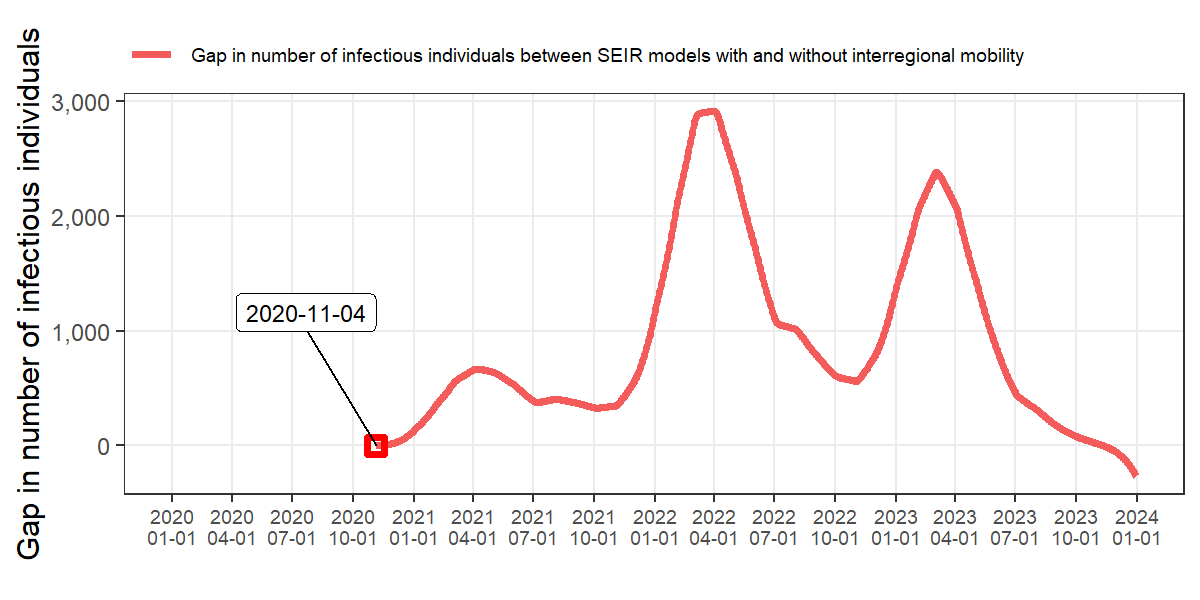 Gap in number of infectious individuals between SEIR models with and without interregional mobility
Gap in number of infectious individuals
3,000
2,000
1,000
0
2020-11-04
2020 2020 2020 2020 2021 2021 2021 2021 2022 2022 2022 2022 2023 2023 2023 2023 2024
01-01 04-01 07-01 10-01 01-01 04-01 07-01 10-01 01-01 04-01 07-01 10-01 01-01 04-01 07-01 10-01 01-01